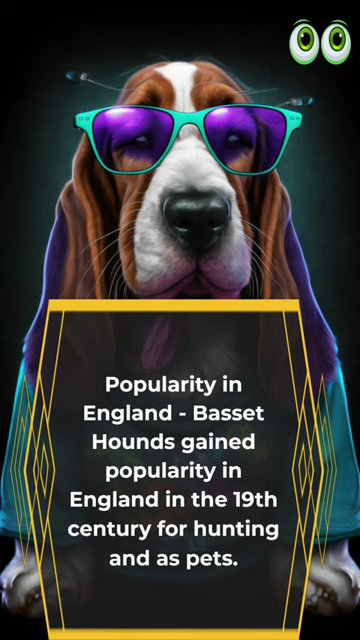 Popularity in
England - Basset
Hounds gained
popularity in
England in the 19th
century for hunting
and as pets.